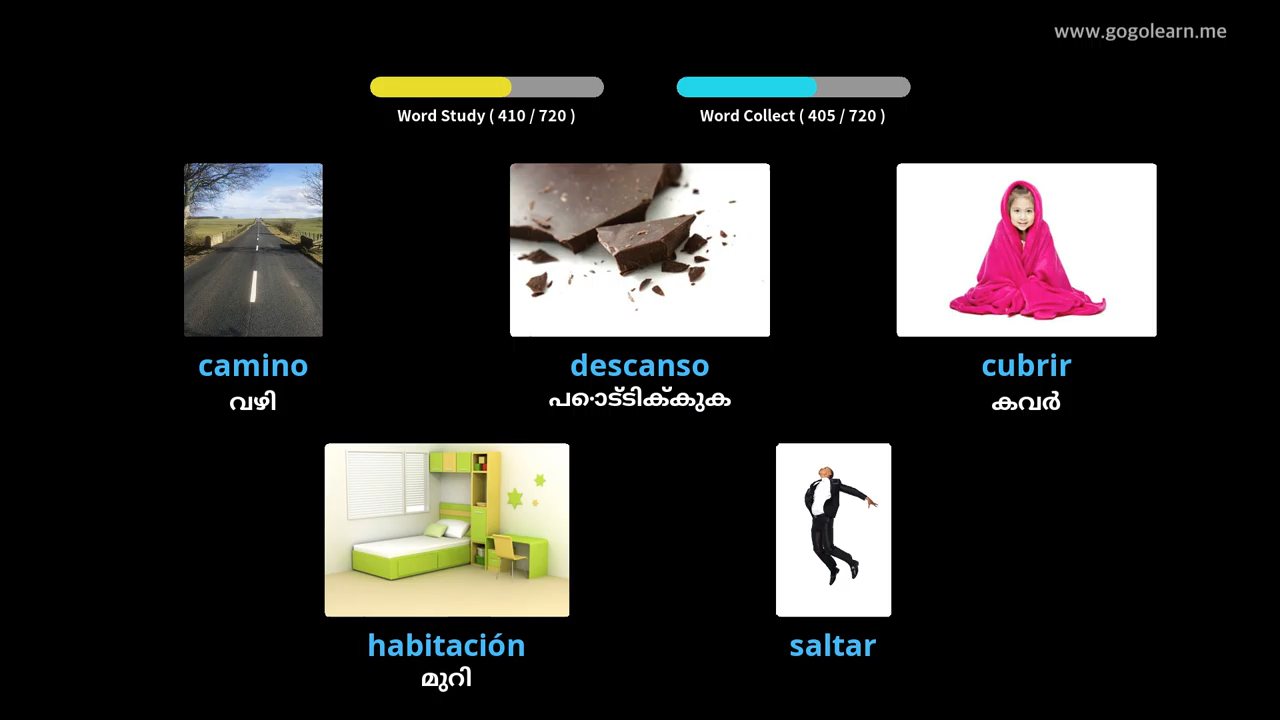 www.gogolearn.me
Word Study ( 410 / 720 )
Word Collect ( 405 / 720 )
camino
വഴി
descanso
പൊട്ടിക്കുക
cubrir
കവർ
habitación
മുറി
saltar